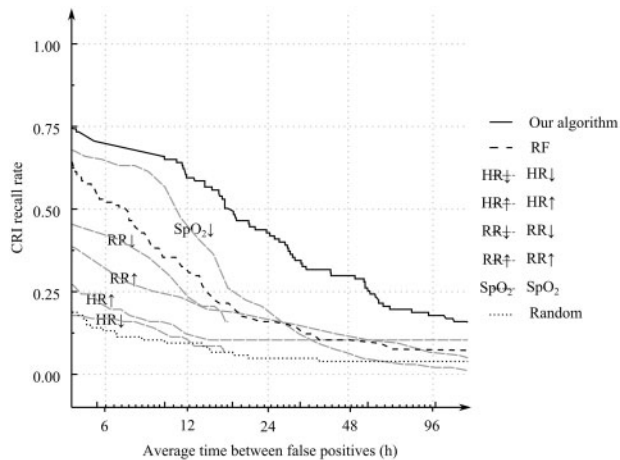 1.00
0.75
0.50
0.25
0.00
CRI recall rate
SpO₂↓
RR↓
RR↑
HR↑
HR↓
6 12 24 48 96
Average time between false positives (h)
Our algorithm
RF
HR↓ HR↓
HR↑ HR↑
RR↓ RR↓
RR↑ RR↑
SpO₂ SpO₂
Random